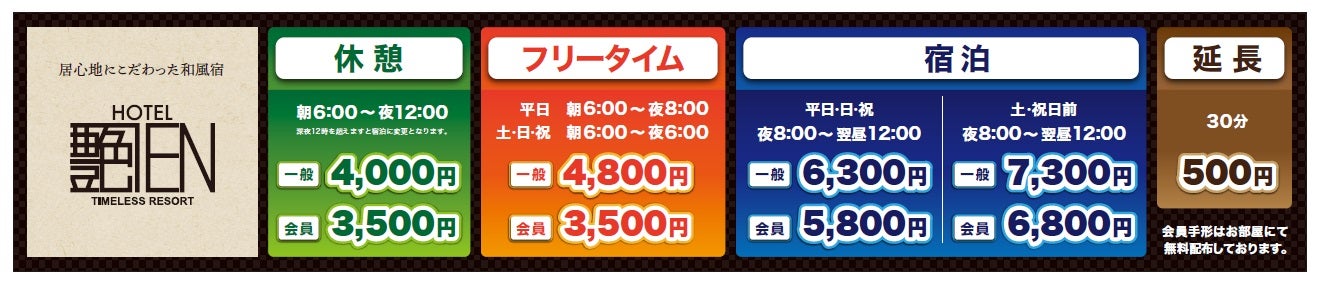 居心地にこだわった和風宿
HOTEL
艶TEN
TIMELESS RESORT
休憩
朝6:00～夜12:00
深夜12時を超えますと宿泊に変更となります。
一般 4,000円
会員 3,500円
フリータイム
平日 朝6:00～夜8:00
土・日・祝 朝6:00～夜6:00
一般 4,800円
会員 3,500円
宿泊
平日・日・祝
夜8:00～翌昼12:00
一般 6,300円
会員 5,800円
土・祝日前
夜8:00～翌昼12:00
一般 7,300円
会員 6,800円
延長
30分
500円
会員手形はお部屋にて
無料配布しております。